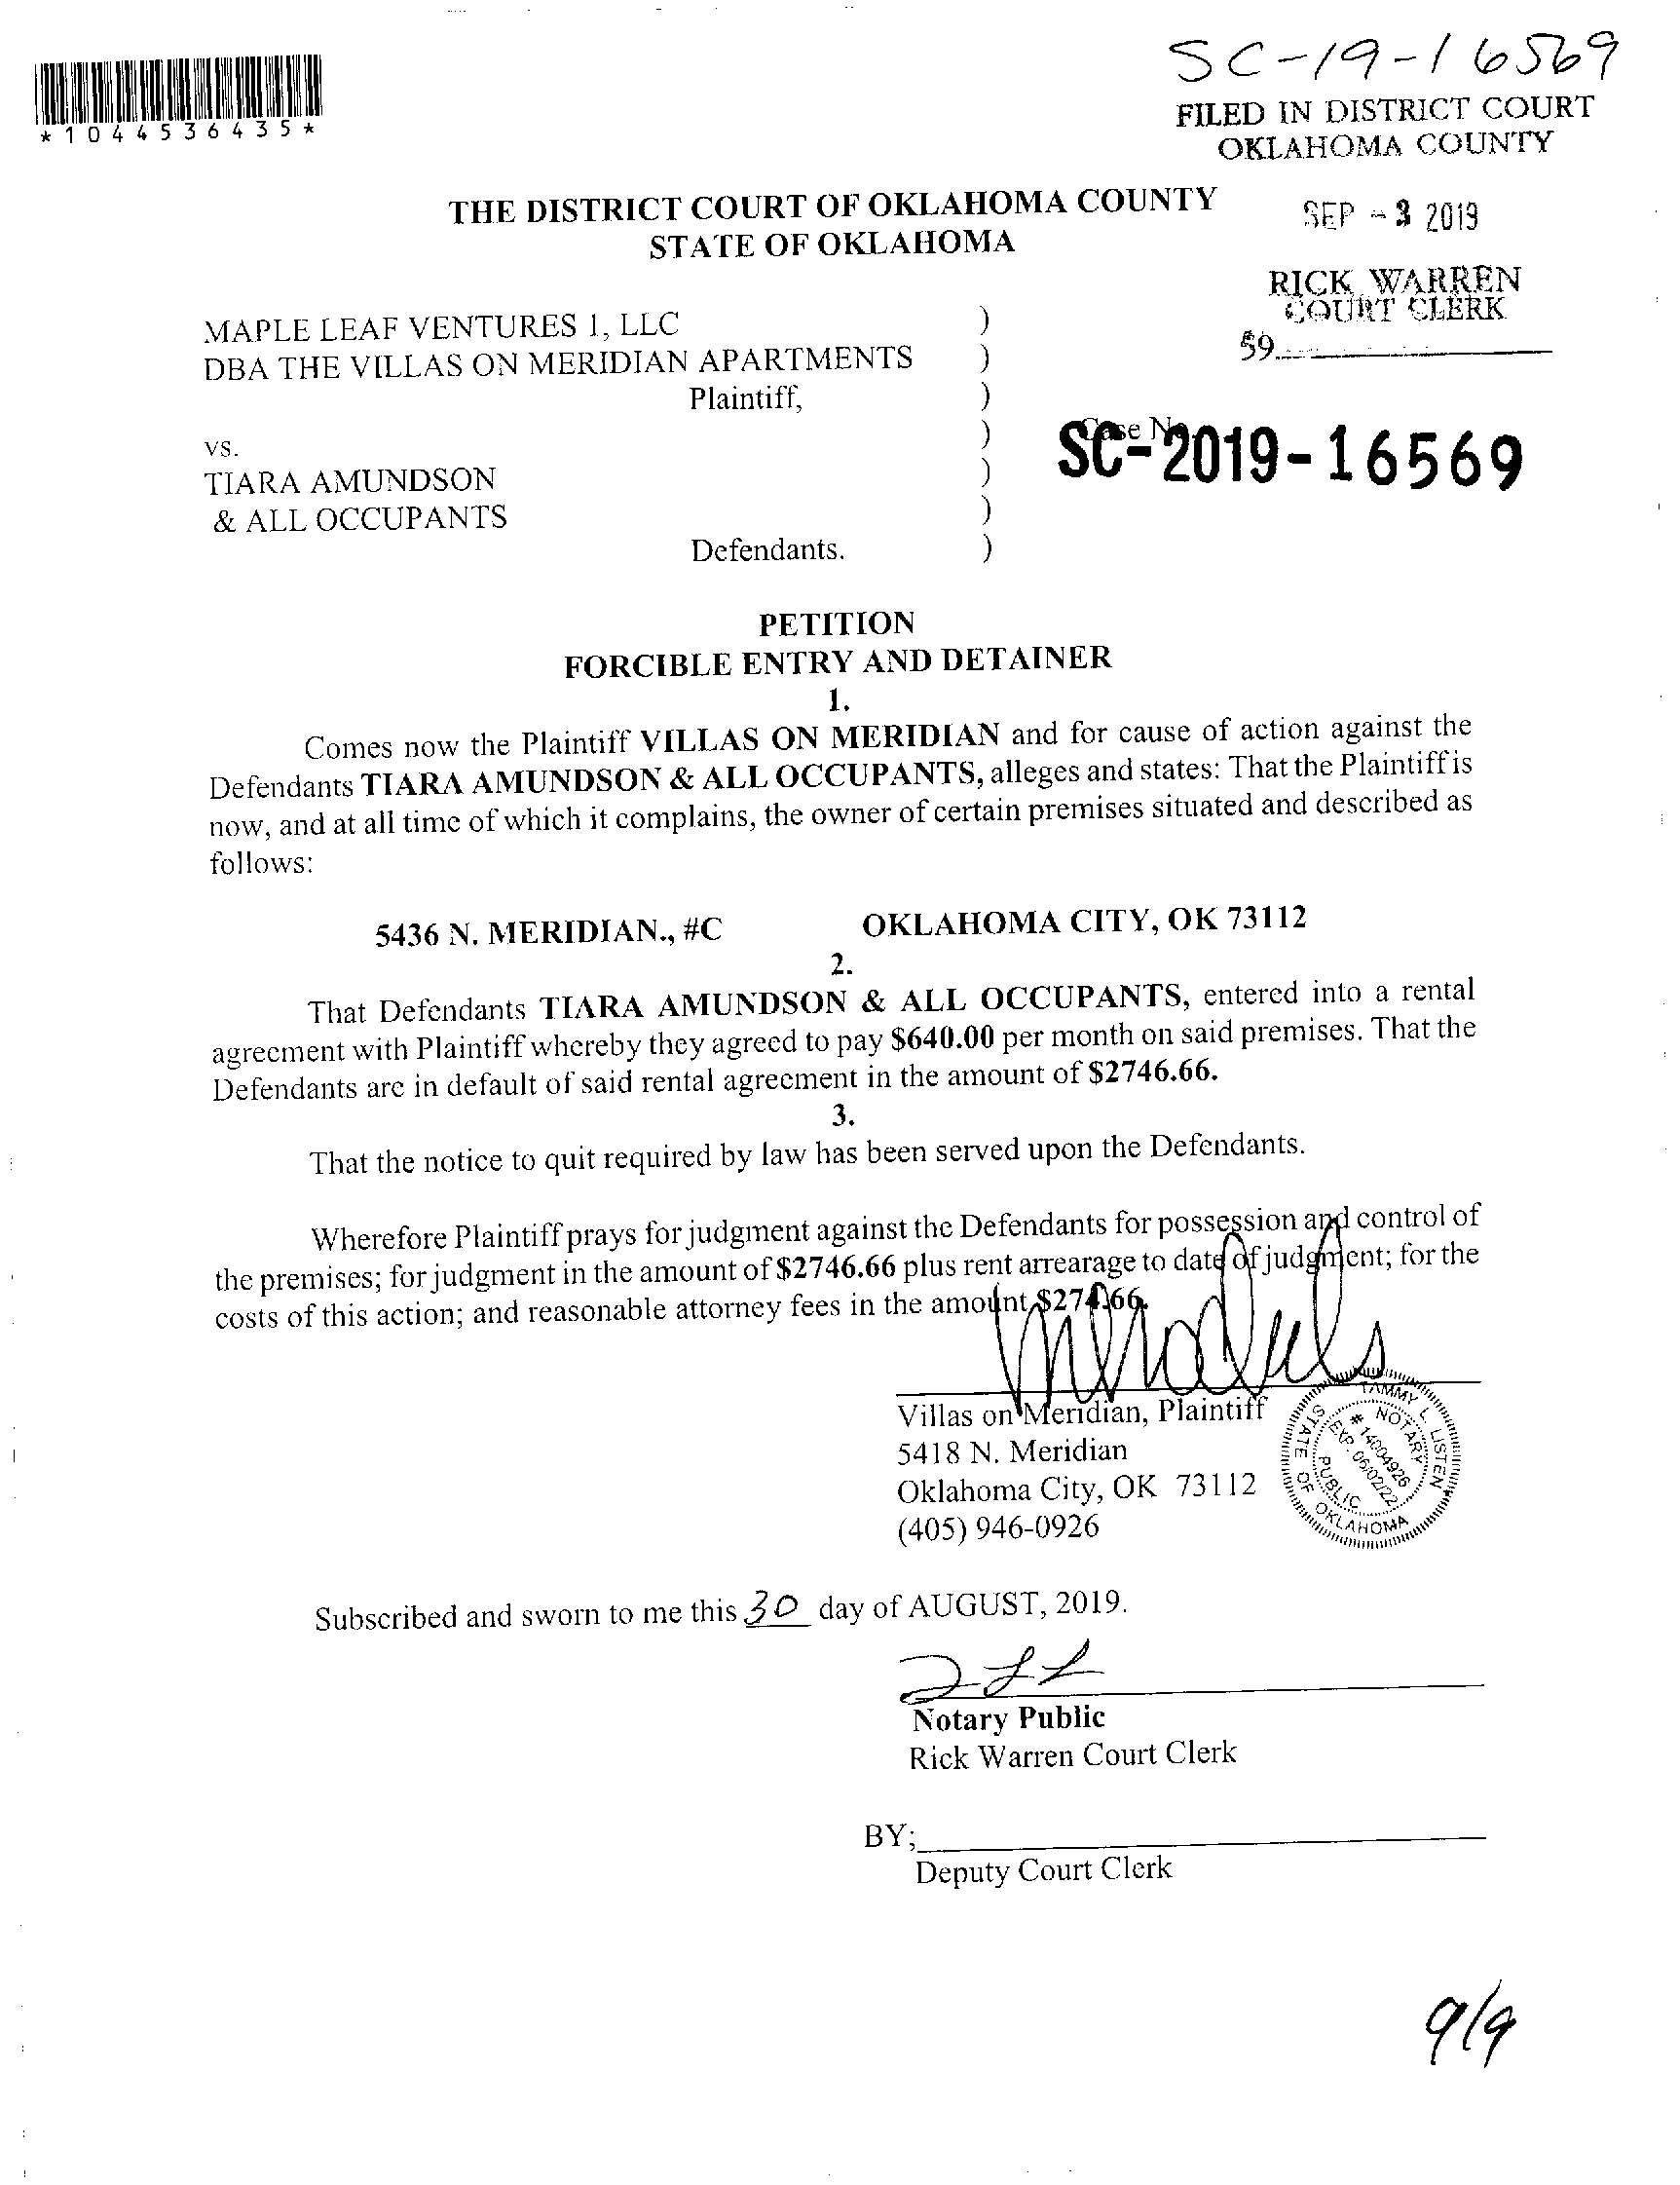 SC-19-16569
*1044536435*
FILED IN DISTRICT COURT
OKLAHOMA COUNTY
THE DISTRICT COURT OF OKLAHOMA COUNTY
STATE OF OKLAHOMA
SEP - 3 2019
RICK WARREN
COURT CLERK
59
MAPLE LEAF VENTURES 1, LLC )
DBA THE VILLAS ON MERIDIAN APARTMENTS )
Plaintiff, )
)
vs.
Case No
SC-2019-16569
TIARA AMUNDSON )
& ALL OCCUPANTS )
Defendants. )
PETITION
FORCIBLE ENTRY AND DETAINER
1.
Comes now the Plaintiff VILLAS ON MERIDIAN and for cause of action against the
Defendants TIARA AMUNDSON & ALL OCCUPANTS, alleges and states: That the Plaintiff is
now, and at all time of which it complains, the owner of certain premises situated and described as
follows:
5436 N. MERIDIAN., #C OKLAHOMA CITY, OK 73112
2.
That Defendants TIARA AMUNDSON & ALL OCCUPANTS, entered into a rental
agreement with Plaintiff whereby they agreed to pay $640.00 per month on said premises. That the
Defendants are in default of said rental agreement in the amount of $2746.66.
3.
That the notice to quit required by law has been served upon the Defendants.
Wherefore Plaintiff prays for judgment against the Defendants for possession and control of
the premises; for judgment in the amount of $2746.66 plus rent arrearage to date of judgment; for the
costs of this action; and reasonable attorney fees in the amount $274.66.
Villas on Meridian, Plaintiff
5418 N. Meridian
Oklahoma City, OK 73112
(405) 946-0926
TAMMY L. LISTEN
NOTARY PUBLIC
# 14004926
EXP. 06/02/22
STATE OF OKLAHOMA
Subscribed and sworn to me this 30 day of AUGUST, 2019.
Notary Public
Rick Warren Court Clerk
BY;
Deputy Court Clerk
9/9